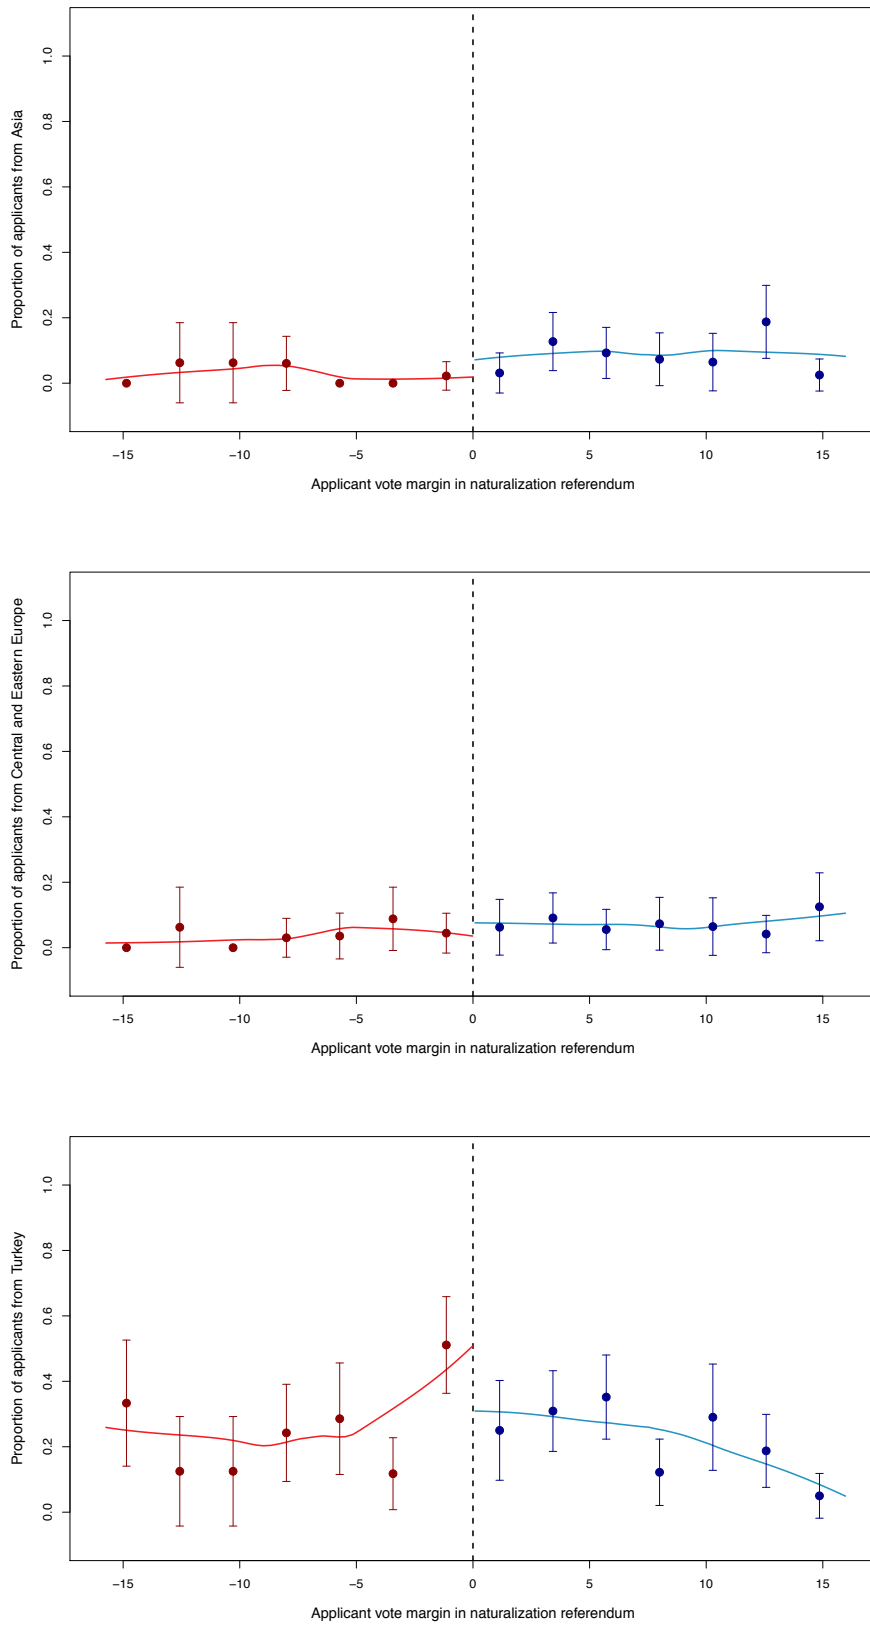 Proportion of applicants from Asia
1.0
0.8
0.6
0.4
0.2
0.0
−15 −10 −5 0 5 10 15
Applicant vote margin in naturalization referendum
Proportion of applicants from Central and Eastern Europe
1.0
0.8
0.6
0.4
0.2
0.0
−15 −10 −5 0 5 10 15
Applicant vote margin in naturalization referendum
Proportion of applicants from Turkey
1.0
0.8
0.6
0.4
0.2
0.0
−15 −10 −5 0 5 10 15
Applicant vote margin in naturalization referendum